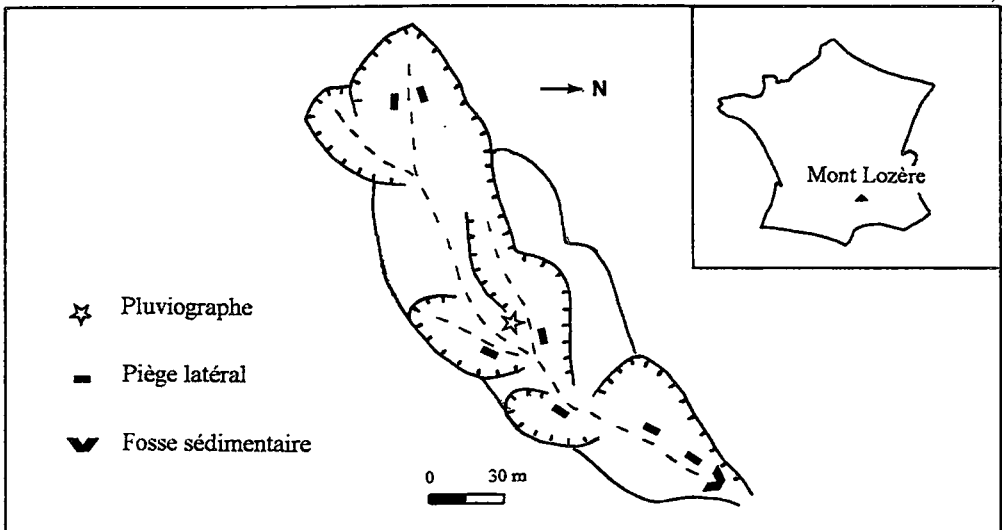 N
Mont Lozère
Pluviographe
Piège latéral
Fosse sédimentaire
0 30 m